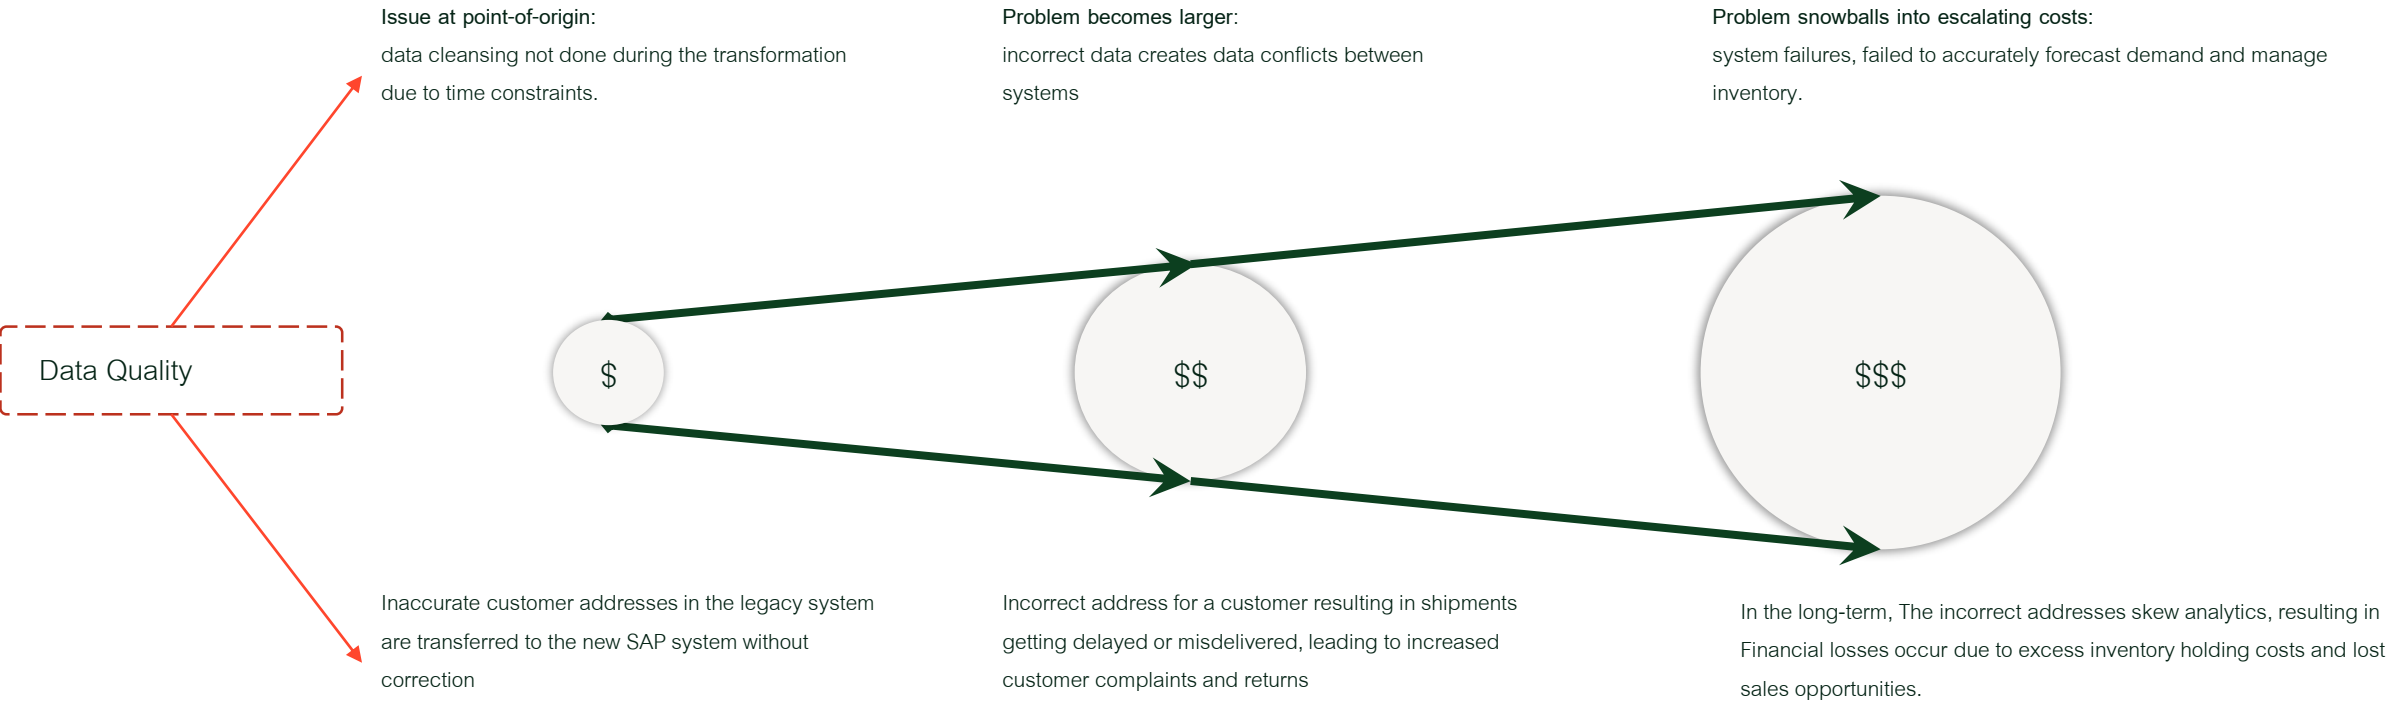 Issue at point-of-origin:
data cleansing not done during the transformation
due to time constraints.
Problem becomes larger:
incorrect data creates data conflicts between
systems
Problem snowballs into escalating costs:
system failures, failed to accurately forecast demand and manage
inventory.
Data Quality
$
$$
$$$
Inaccurate customer addresses in the legacy system
are transferred to the new SAP system without
correction
Incorrect address for a customer resulting in shipments
getting delayed or misdelivered, leading to increased
customer complaints and returns
In the long-term, The incorrect addresses skew analytics, resulting in
Financial losses occur due to excess inventory holding costs and lost
sales opportunities.